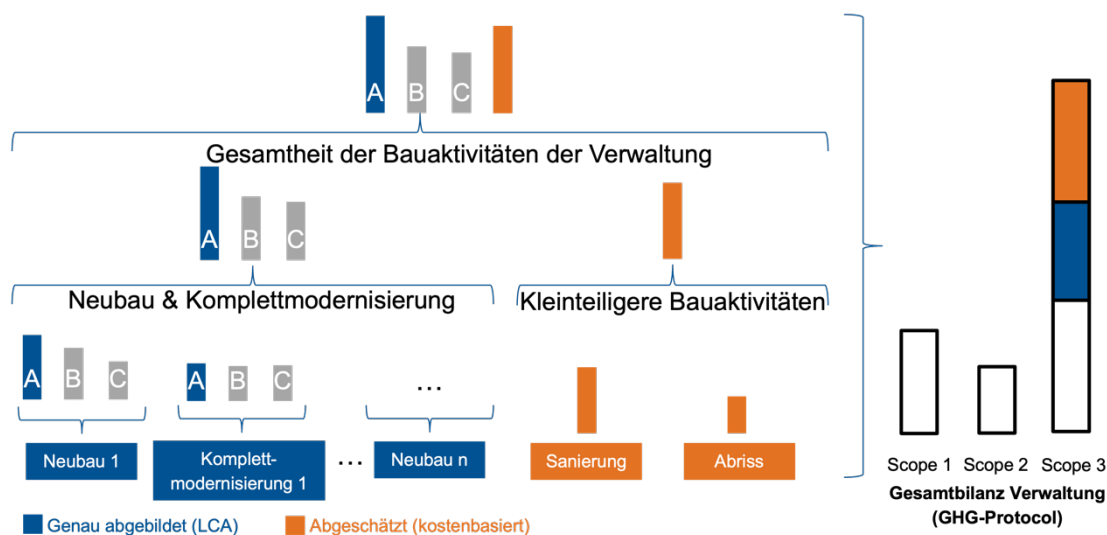 A B C
Gesamtheit der Bauaktivitäten der Verwaltung
A B C
Neubau & Komplettmodernisierung
Kleinteiligere Bauaktivitäten
A B C
A B C
...
Neubau 1
Komplett-
modernisierung 1
...
Neubau n
Sanierung
Abriss
Genau abgebildet (LCA)
Abgeschätzt (kostenbasiert)
Scope 1 Scope 2 Scope 3
Gesamtbilanz Verwaltung
(GHG-Protocol)